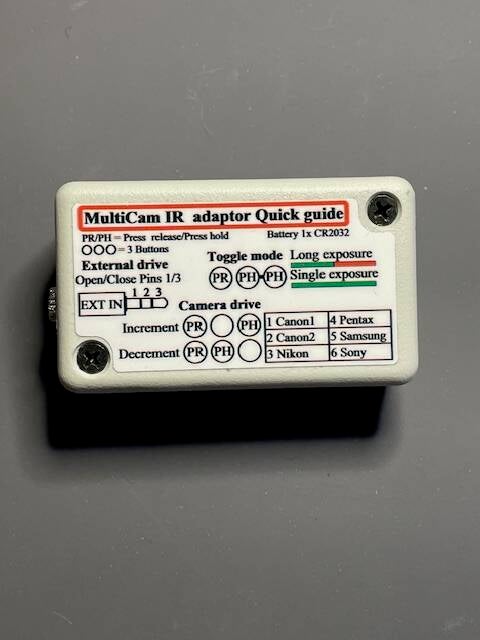 MultiCam IR adaptor Quick guide
PR/PH = Press release/Press hold
Battery 1x CR2032
= 3 Buttons
External drive
Open/Close Pins 1/3
1 2 3
EXT IN
Toggle mode
PR PH-PH
Long exposure
Single exposure
Camera drive
Increment PR PH
Decrement PR PH
1 Canon1 4 Pentax
2 Canon2 5 Samsung
3 Nikon 6 Sony